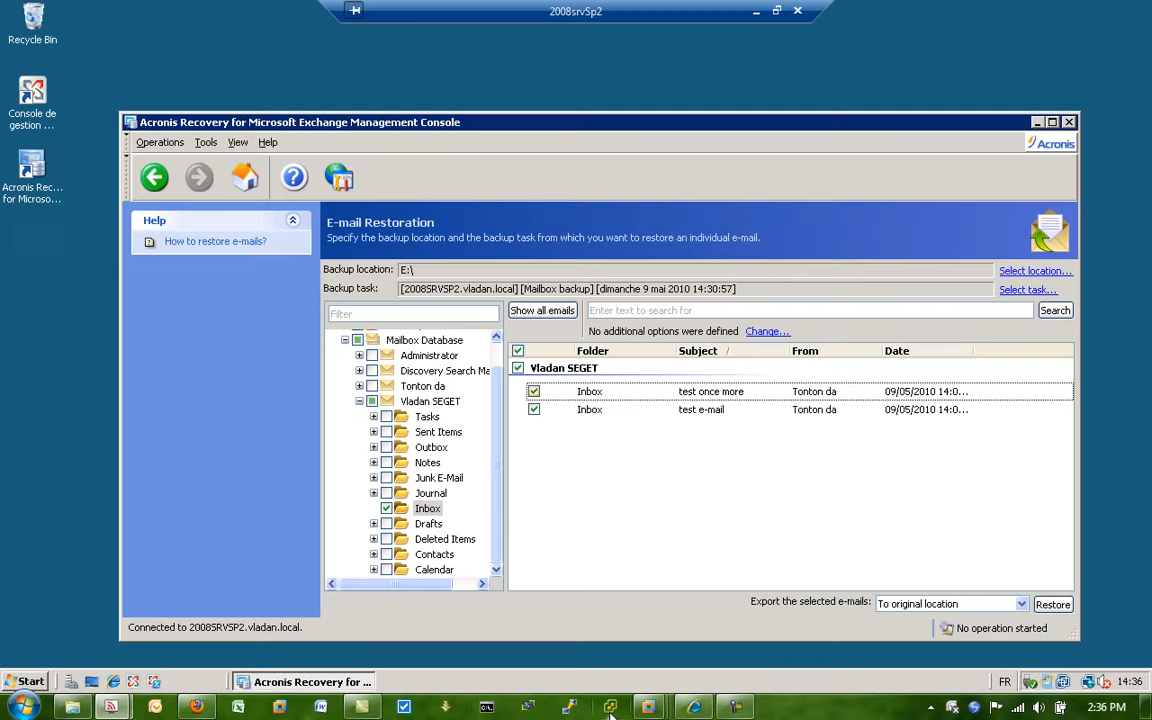 2008srvSp2
Recycle Bin
Console de
gestion ...
Acronis Rec...
for Microso...
Acronis Recovery for Microsoft Exchange Management Console
Operations Tools View Help
Acronis
Help
How to restore e-mails?
E-mail Restoration
Specify the backup location and the backup task from which you want to restore an individual e-mail.
Backup location: E:\ Select location...
Backup task: [2008SRVSP2.vladan.local] [Mailbox backup] [dimanche 9 mai 2010 14:30:57] Select task...
Filter
Show all emails Enter text to search for Search
No additional options were defined Change...
Mailbox Database
Administrator
Discovery Search Ma
Tonton da
Vladan SEGET
Tasks
Sent Items
Outbox
Notes
Junk E-Mail
Journal
Inbox
Drafts
Deleted Items
Contacts
Calendar
Folder Subject From Date
Vladan SEGET
Inbox test once more Tonton da 09/05/2010 14:0...
Inbox test e-mail Tonton da 09/05/2010 14:0...
Export the selected e-mails: To original location Restore
Connected to 2008SRVSP2.vladan.local.
No operation started
Start Acronis Recovery for ... FR 14:36
2:36 PM